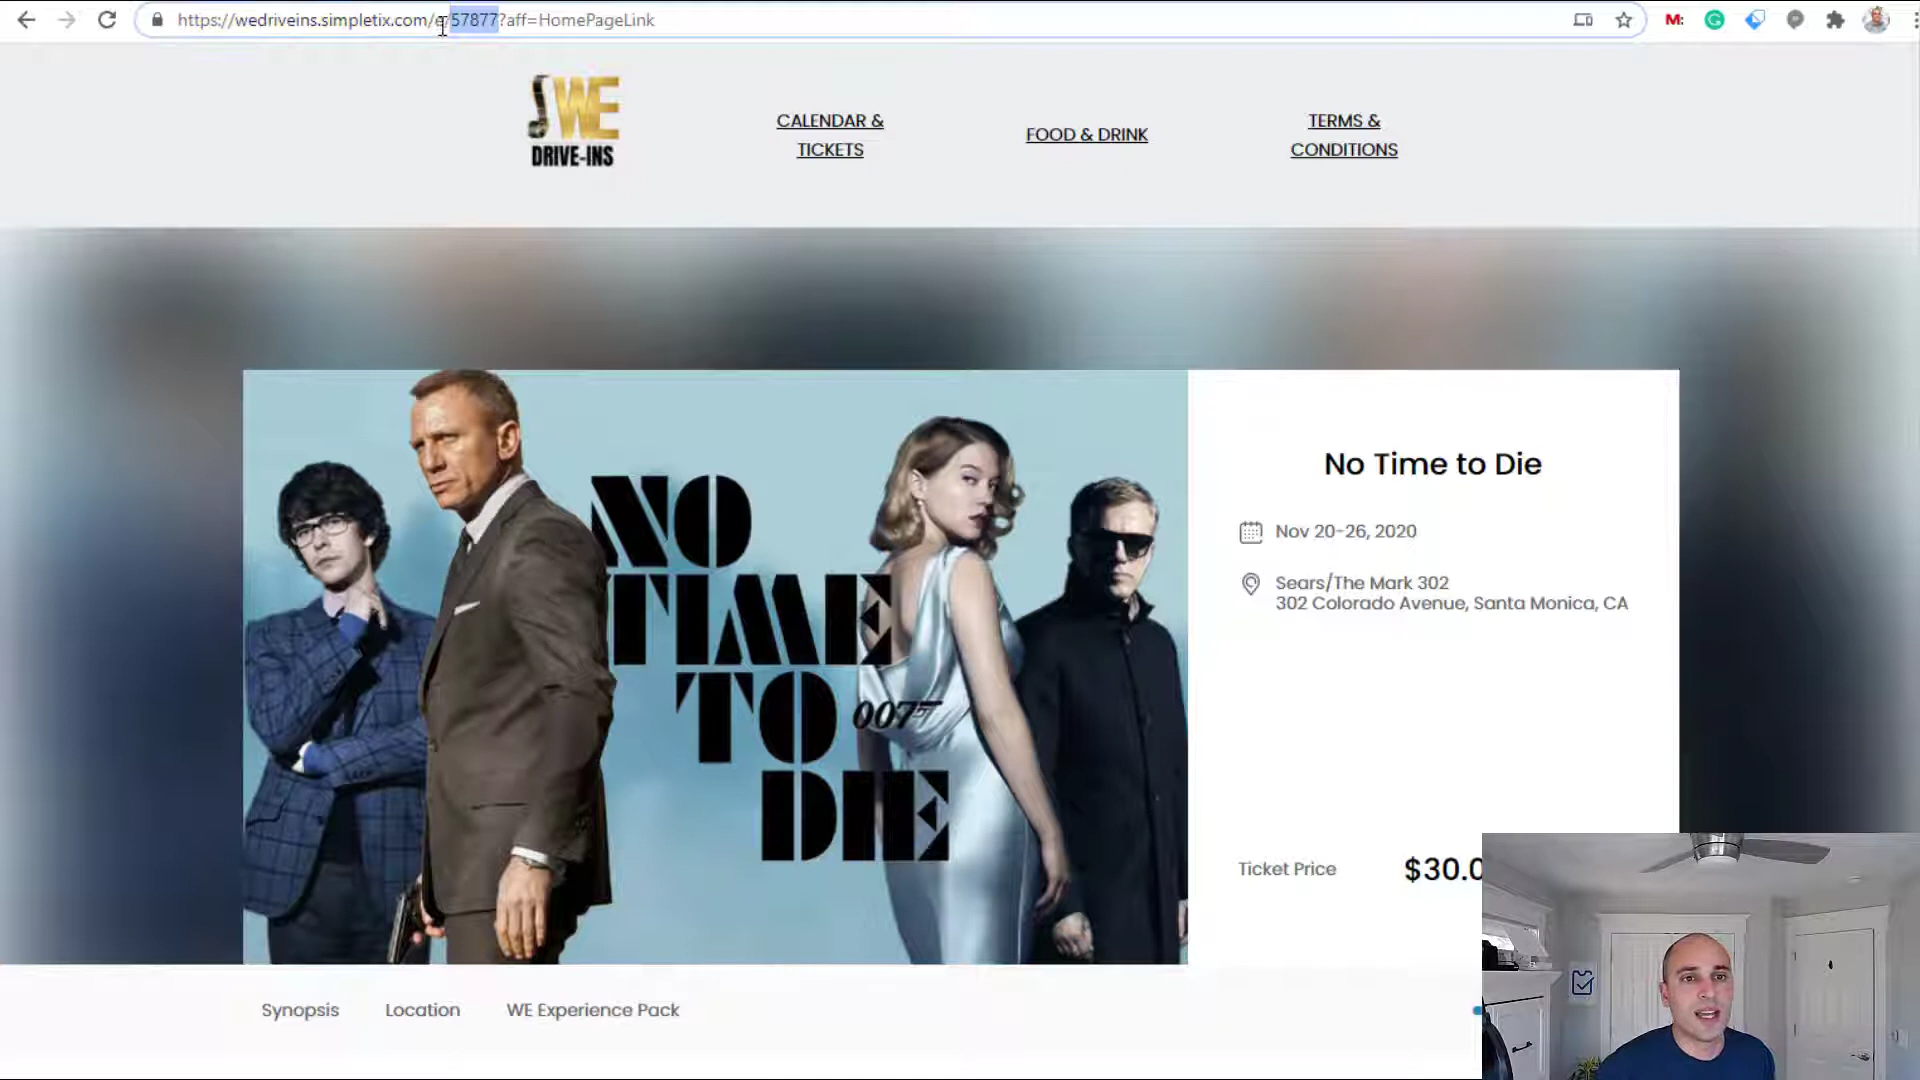 https://wedriveins.simpletix.com/e/57877?aff=HomePageLink
M:
WE
DRIVE-INS
CALENDAR &
TICKETS
FOOD & DRINK
TERMS &
CONDITIONS
NO
TIME
TO
007
DIE
No Time to Die
Nov 20-26, 2020
Sears/The Mark 302
302 Colorado Avenue, Santa Monica, CA
Ticket Price $30.0
Synopsis Location WE Experience Pack